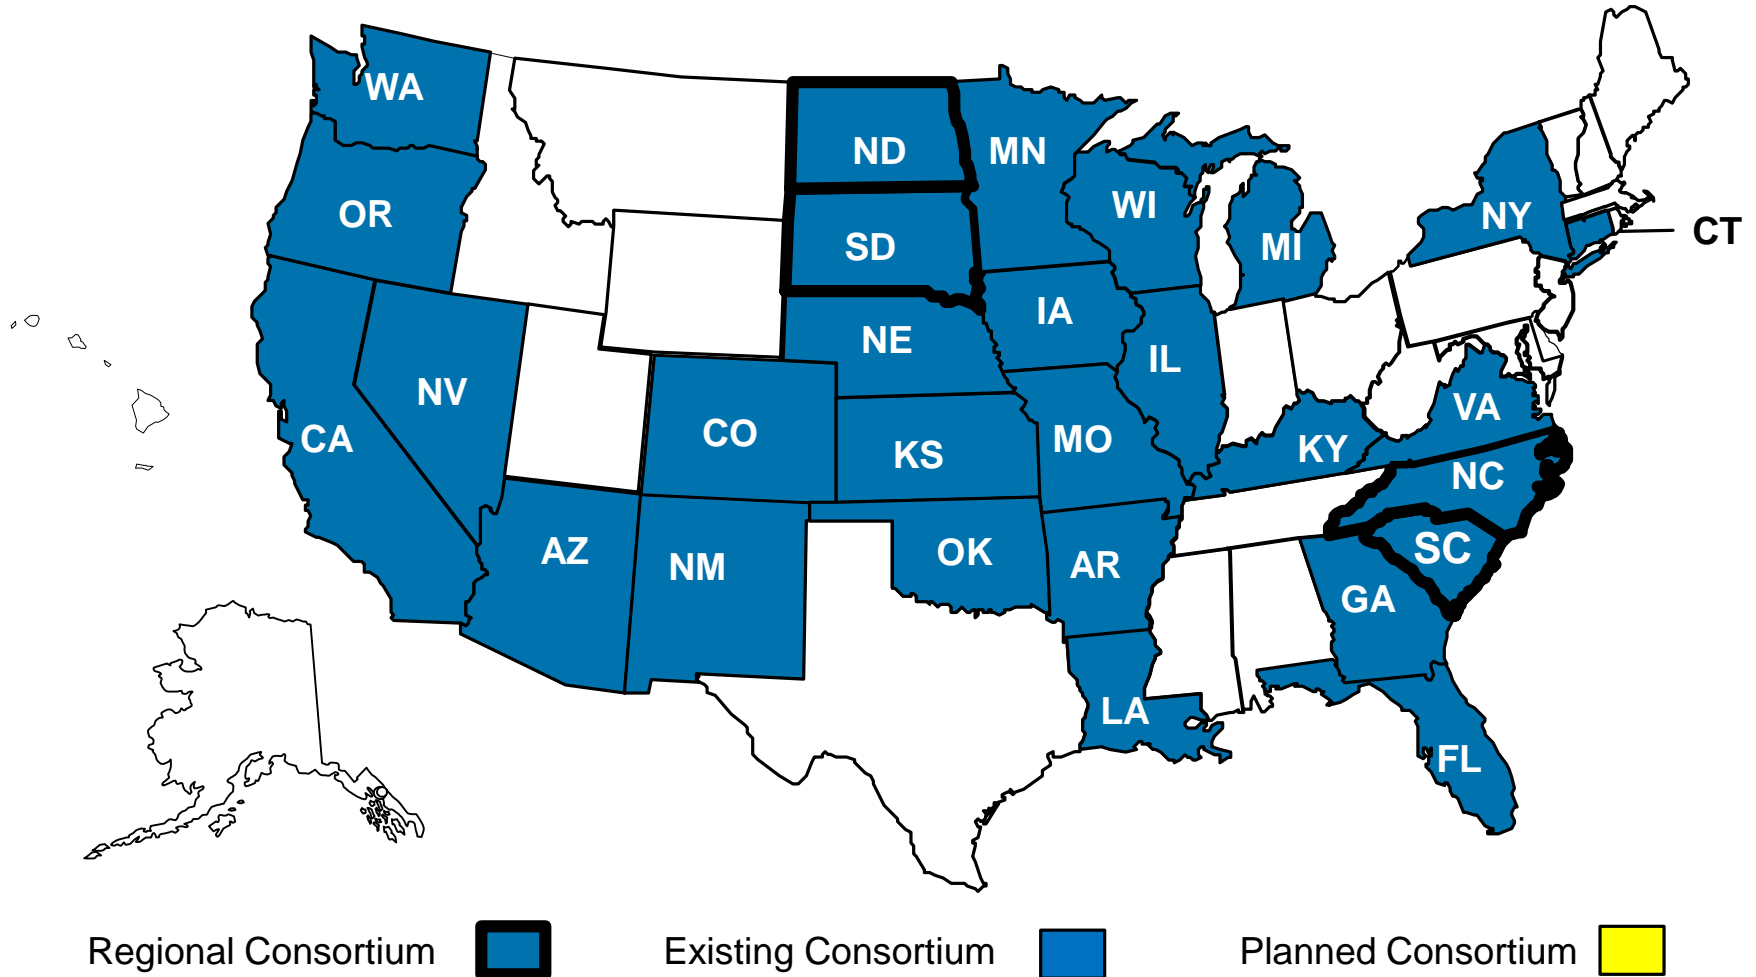 WA
ND
MN
OR
WI
NY
CT
SD
MI
IA
NE
IL
NV
VA
CO
CA
MO
KY
KS
NC
AZ
OK
SC
NM
AR
GA
LA
FL
Regional Consortium
Existing Consortium
Planned Consortium